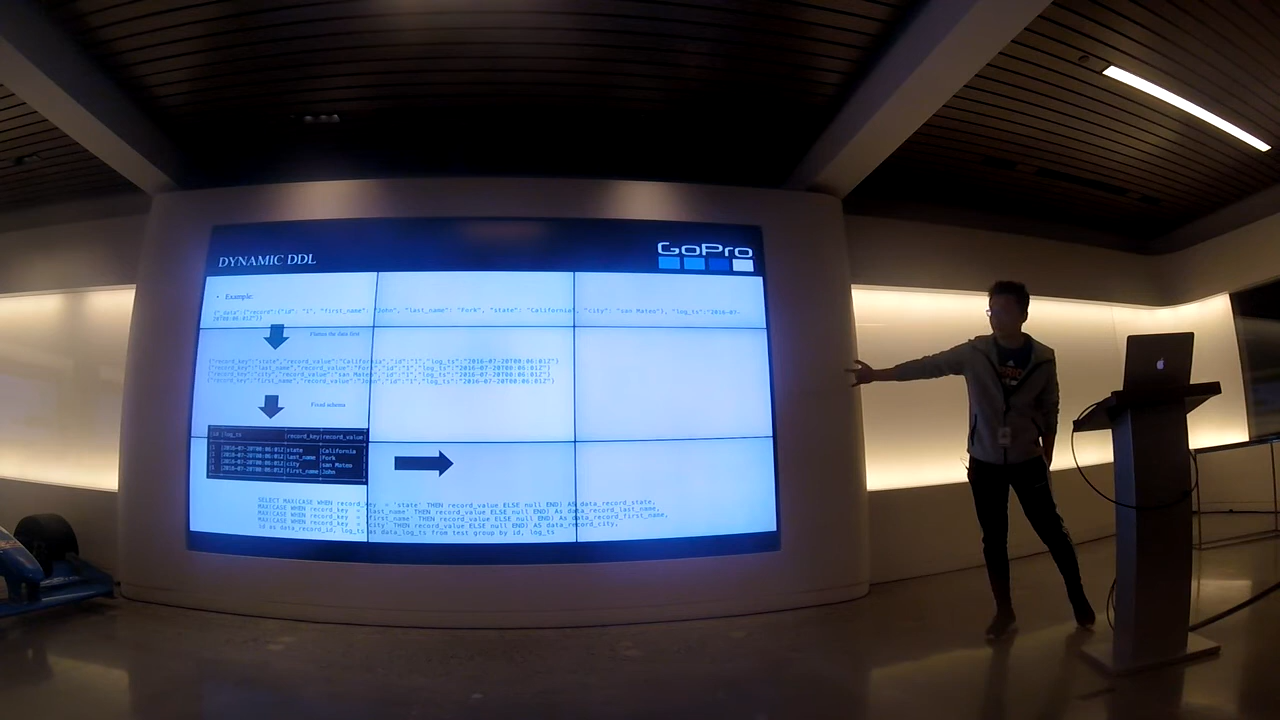 DYNAMIC DDL
GoPro
• Example:
{"_data":{"record":{"id": "1", "first_name": "John", "last_name": "Fork", "state": "California", "city": "san Mateo"}, "log_ts":"2016-07-
20T00:06:01Z"}}
Flatten the data first
{"record_key":"state","record_value":"California","id":"1","log_ts":"2016-07-20T00:06:01Z"}
{"record_key":"last_name","record_value":"Fork","id":"1","log_ts":"2016-07-20T00:06:01Z"}
{"record_key":"city","record_value":"san Mateo","id":"1","log_ts":"2016-07-20T00:06:01Z"}
{"record_key":"first_name","record_value":"John","id":"1","log_ts":"2016-07-20T00:06:01Z"}
Fixed schema
|id |log_ts |record_key|record_value|
|1 |2016-07-20T00:06:01Z|state |California
|1 |2016-07-20T00:06:01Z|last_name |Fork
|1 |2016-07-20T00:06:01Z|city |san Mateo
|1 |2016-07-20T00:06:01Z|first_name|John
SELECT MAX(CASE WHEN record_key = 'state' THEN record_value ELSE null END) AS data_record_state,
MAX(CASE WHEN record_key = 'last_name' THEN record_value ELSE null END) As data_record_last_name,
MAX(CASE WHEN record_key = 'first_name' THEN record_value ELSE null END) As data_record_first_name,
MAX(CASE WHEN record_key = 'city' THEN record_value ELSE null END) AS data_record_city,
id as data_record_id, log_ts as data_log_ts from test group by id, log_ts